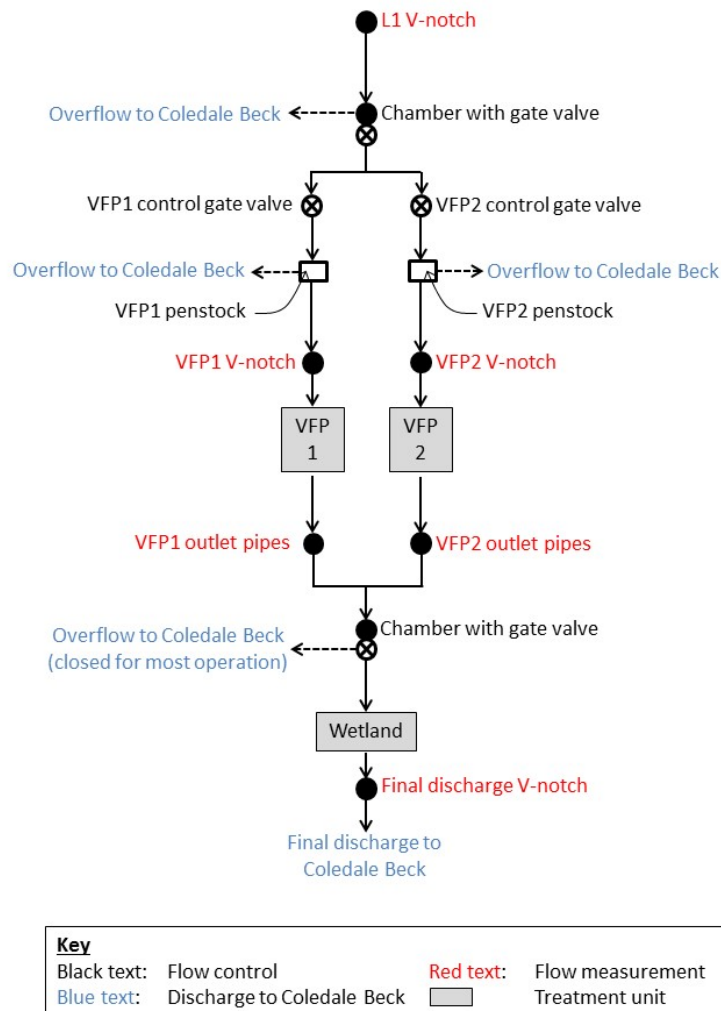 L1 V-notch
Overflow to Coledale Beck
Chamber with gate valve
VFP1 control gate valve
VFP2 control gate valve
Overflow to Coledale Beck
Overflow to Coledale Beck
VFP1 penstock
VFP2 penstock
VFP1 V-notch
VFP2 V-notch
VFP
1
VFP
2
VFP1 outlet pipes
VFP2 outlet pipes
Chamber with gate valve
Overflow to Coledale Beck
(closed for most operation)
Wetland
Final discharge V-notch
Final discharge to
Coledale Beck
Key
Black text: Flow control
Red text: Flow measurement
Blue text: Discharge to Coledale Beck
Treatment unit